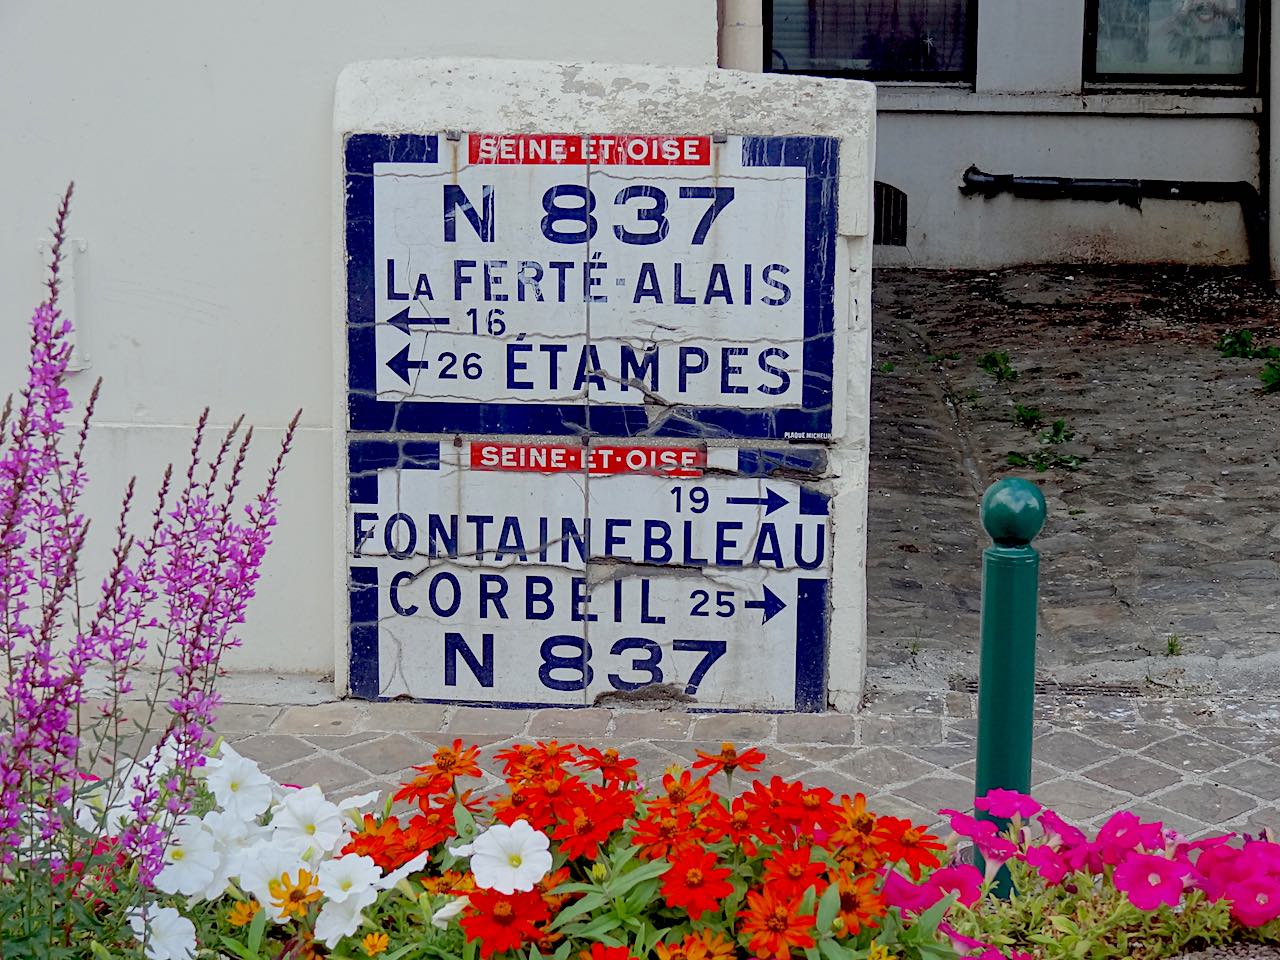 SEINE·ET·OISE
N 837
LA FERTÉ-ALAIS
← 16
← 26 ÉTAMPES
PLAQUE MICHELIN
SEINE·ET·OISE
19 →
FONTAINEBLEAU
CORBEIL 25 →
N 837